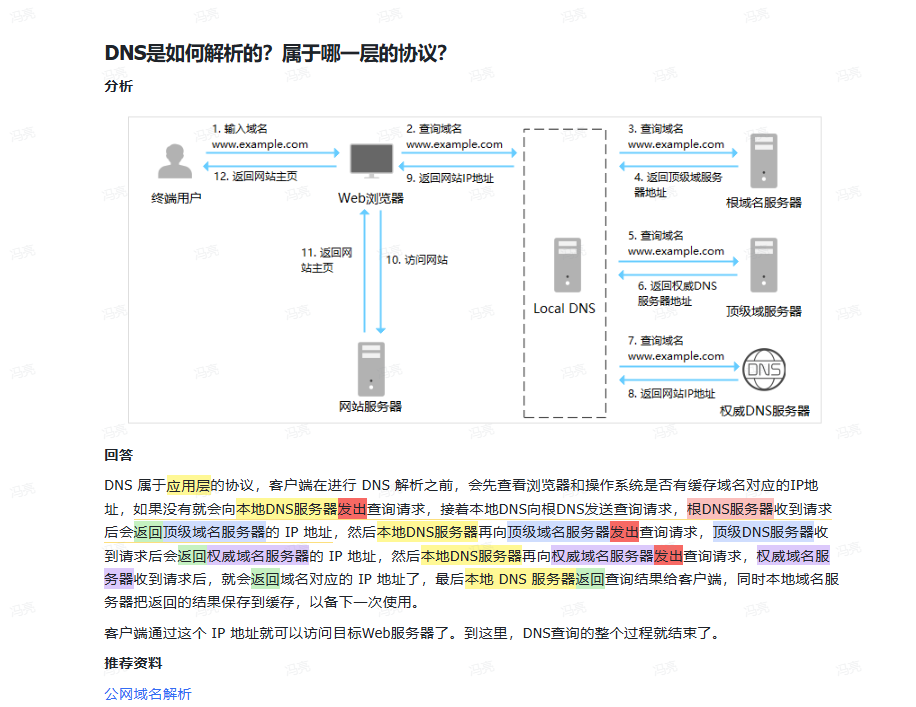 DNS是如何解析的？属于哪一层的协议？
分析
1. 输入域名
www.example.com
12. 返回网站主页
终端用户
Web浏览器
2. 查询域名
www.example.com
9. 返回网站IP地址
3. 查询域名
www.example.com
4. 返回顶级域服务
器地址
根域名服务器
11. 返回网
站主页
10. 访问网站
5. 查询域名
www.example.com
6. 返回权威DNS
服务器地址
顶级域服务器
Local DNS
7. 查询域名
www.example.com
8. 返回网站IP地址
DNS
权威DNS服务器
网站服务器
回答
DNS 属于应用层的协议，客户端在进行 DNS 解析之前，会先查看浏览器和操作系统是否有缓存域名对应的IP地
址，如果没有就会向本地DNS服务器发出查询请求，接着本地DNS向根DNS发送查询请求，根DNS服务器收到请求
后会返回顶级域名服务器的 IP 地址，然后本地DNS服务器再向顶级域名服务器发出查询请求，顶级DNS服务器收
到请求后会返回权威域名服务器的 IP 地址，然后本地DNS服务器再向权威域名服务器发出查询请求，权威域名服
务器收到请求后，就会返回域名对应的 IP 地址了，最后本地 DNS 服务器返回查询结果给客户端，同时本地域名服
务器把返回的结果保存到缓存，以备下一次使用。
客户端通过这个 IP 地址就可以访问目标Web服务器了。到这里，DNS查询的整个过程就结束了。
推荐资料
公网域名解析
冯亮